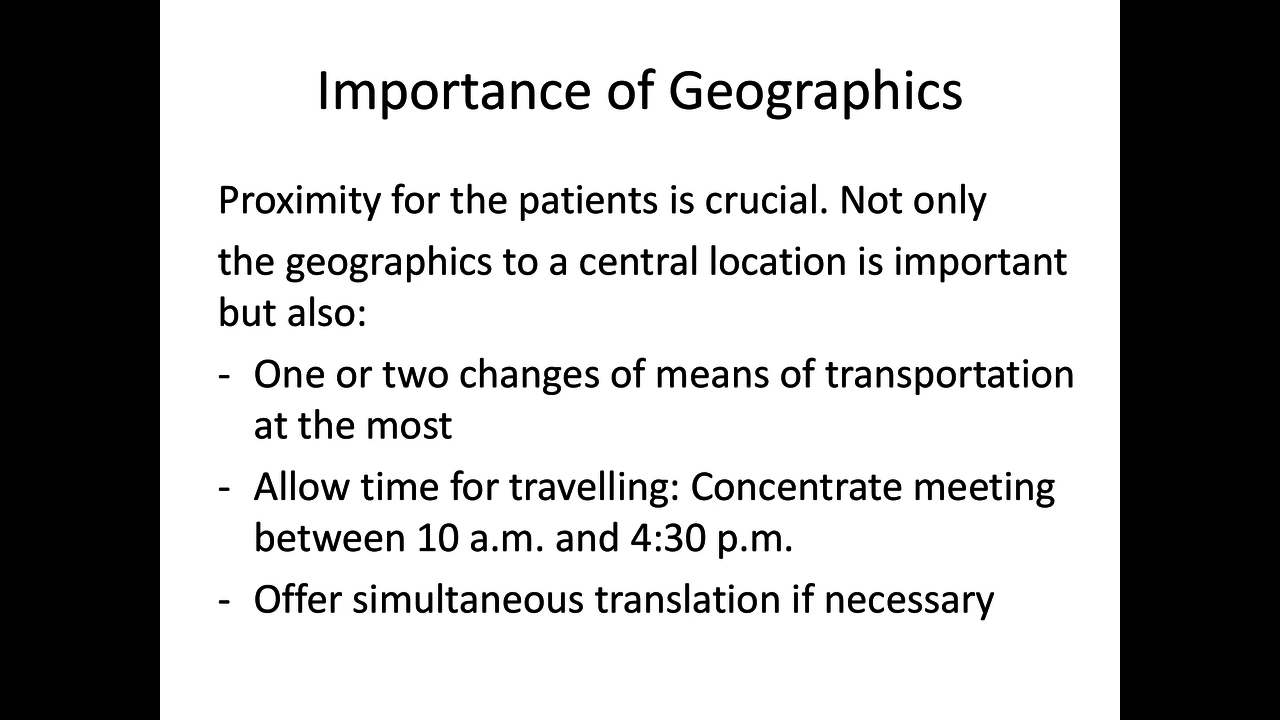 Importance of Geographics
Proximity for the patients is crucial. Not only
the geographics to a central location is important
but also:
- One or two changes of means of transportation
at the most
- Allow time for travelling: Concentrate meeting
between 10 a.m. and 4:30 p.m.
- Offer simultaneous translation if necessary